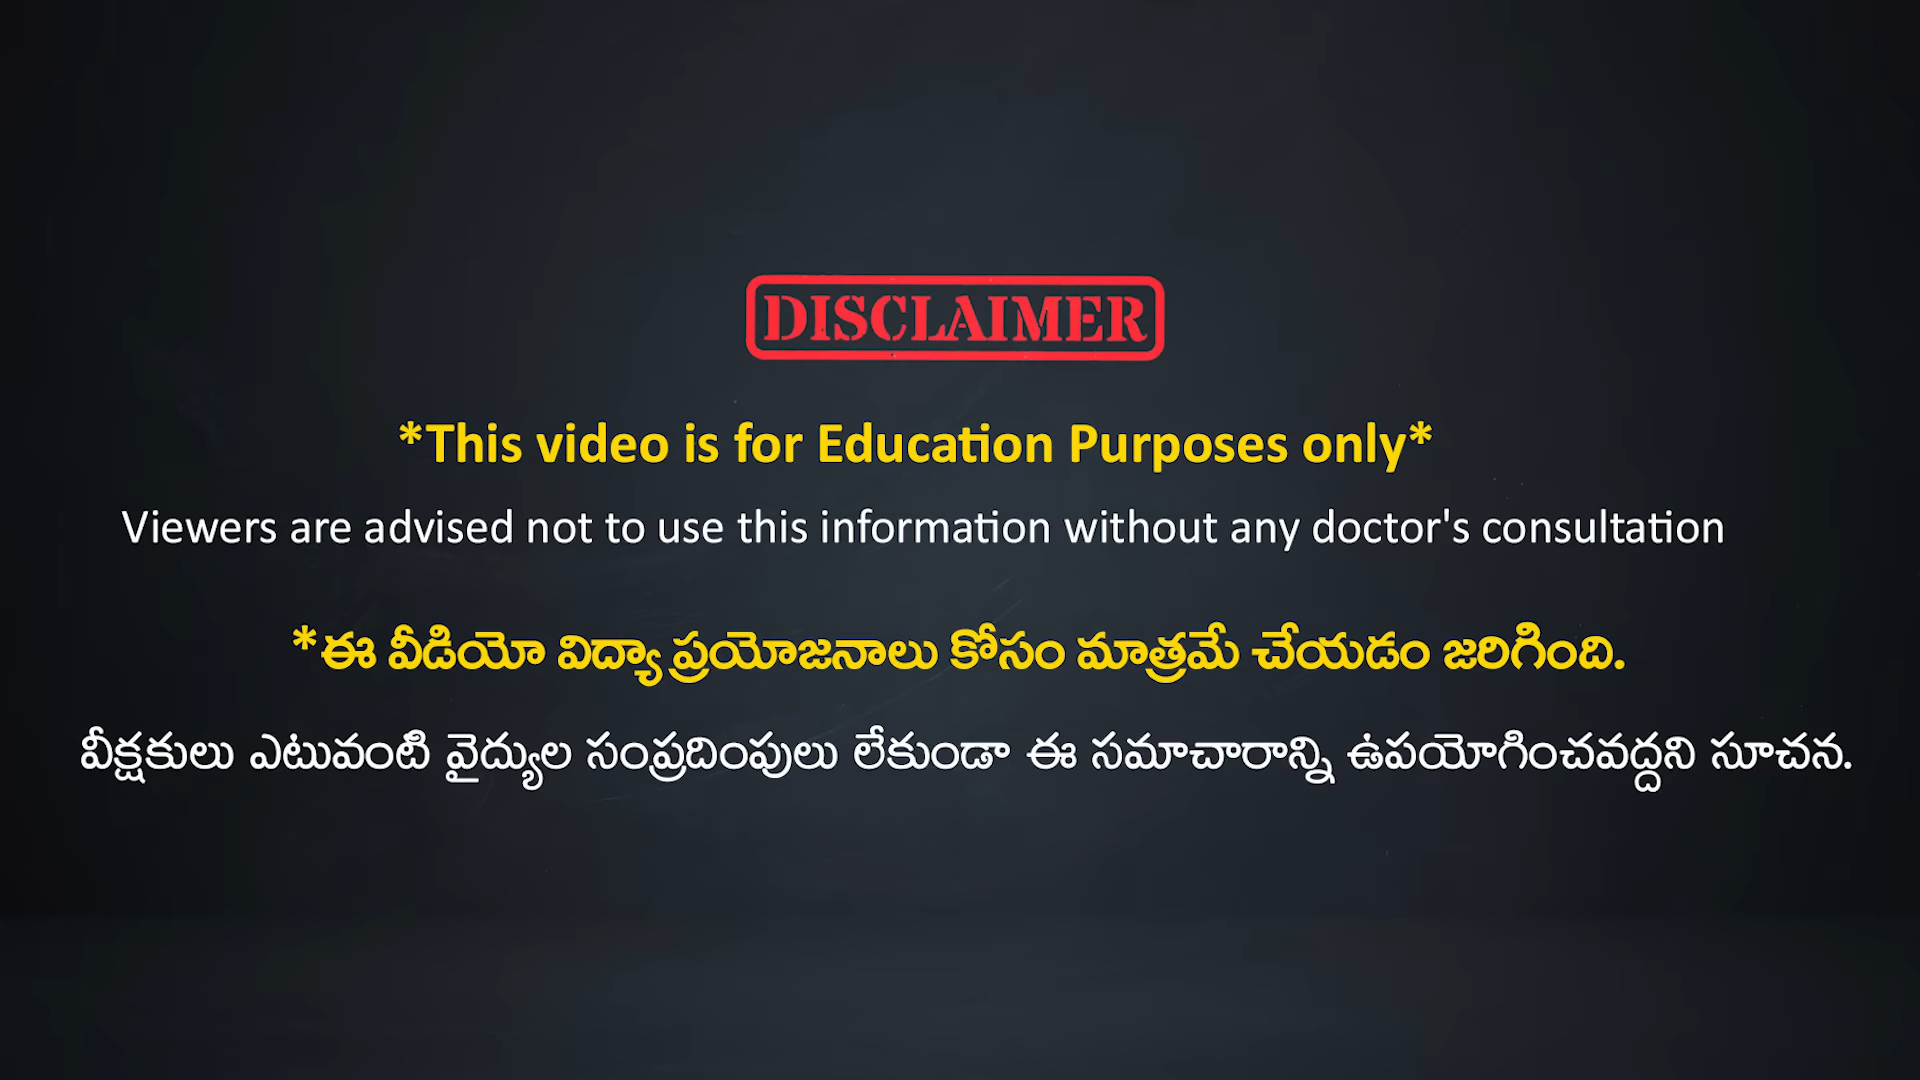 DISCLAIMER
*This video is for Education Purposes only*
Viewers are advised not to use this information without any doctor's consultation
*ఈ వీడియో విద్యా ప్రయోజనాలు కోసం మాత్రమే చేయడం జరిగింది.
వీక్షకులు ఎటువంటి వైద్యుల సంప్రదింపులు లేకుండా ఈ సమాచారాన్ని ఉపయోగించవద్దని సూచన.